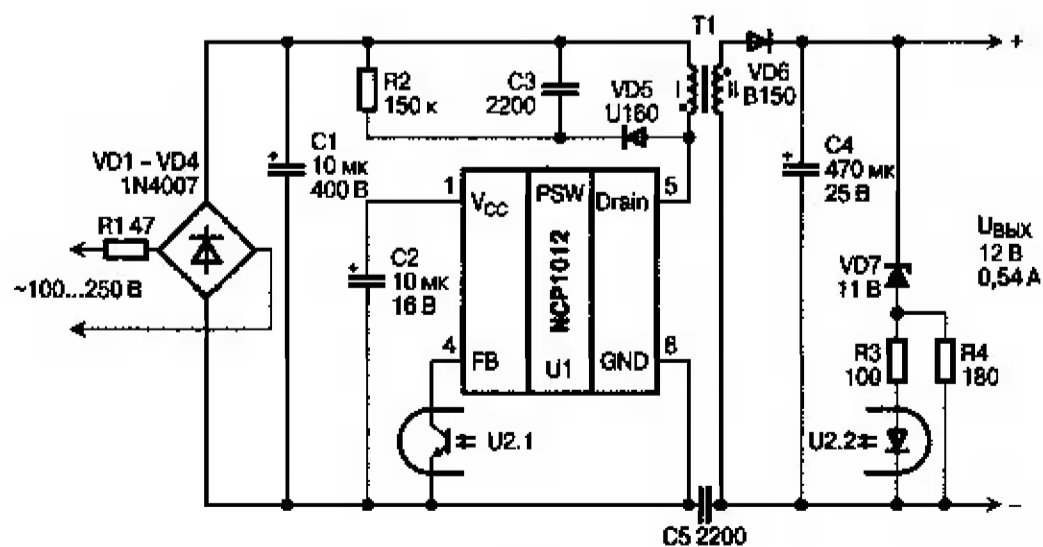 T1
R2
150 к
C3
2200
VD5
U160
I
II
VD6
B150
VD1 – VD4
1N4007
C1
10 мк
400 В
R1 47
~100...250 В
C2
10 мк
16 В
1
VCC
PSW
Drain
5
NCP1012
4
FB
U1
GND
8
U2.1
C4
470 мк
25 В
+
Uвых
12 В
0,54 А
VD7
11 В
R3
100
R4
180
U2.2
–
C5 2200